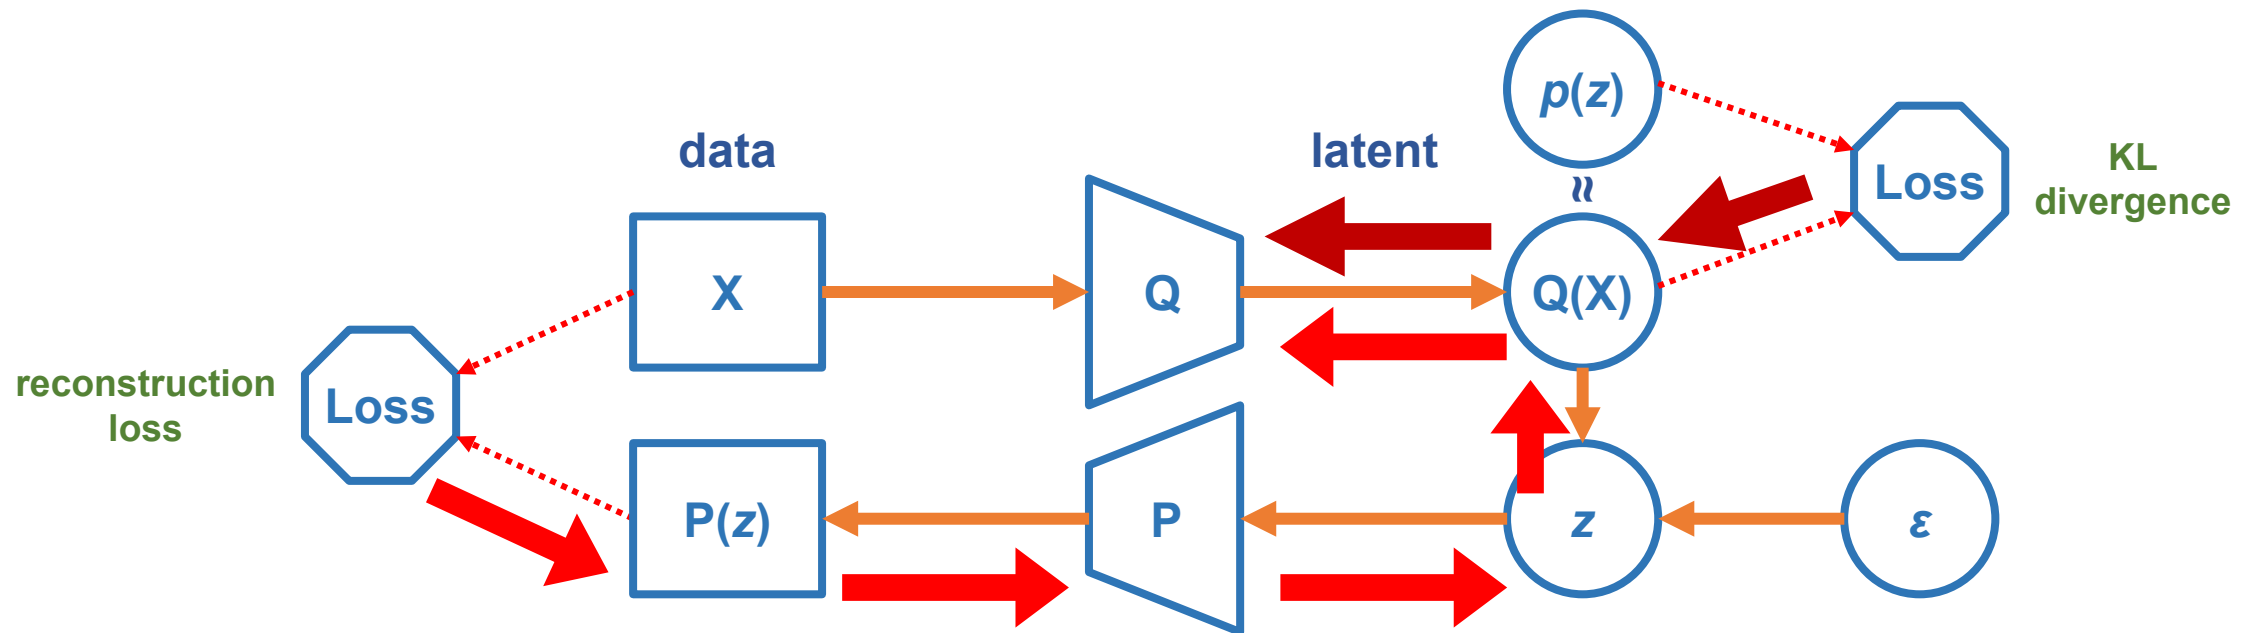 p(z)
data
latent
Loss
KL
divergence
≈
X
Q
Q(X)
reconstruction
loss
Loss
P(z)
P
z
ε